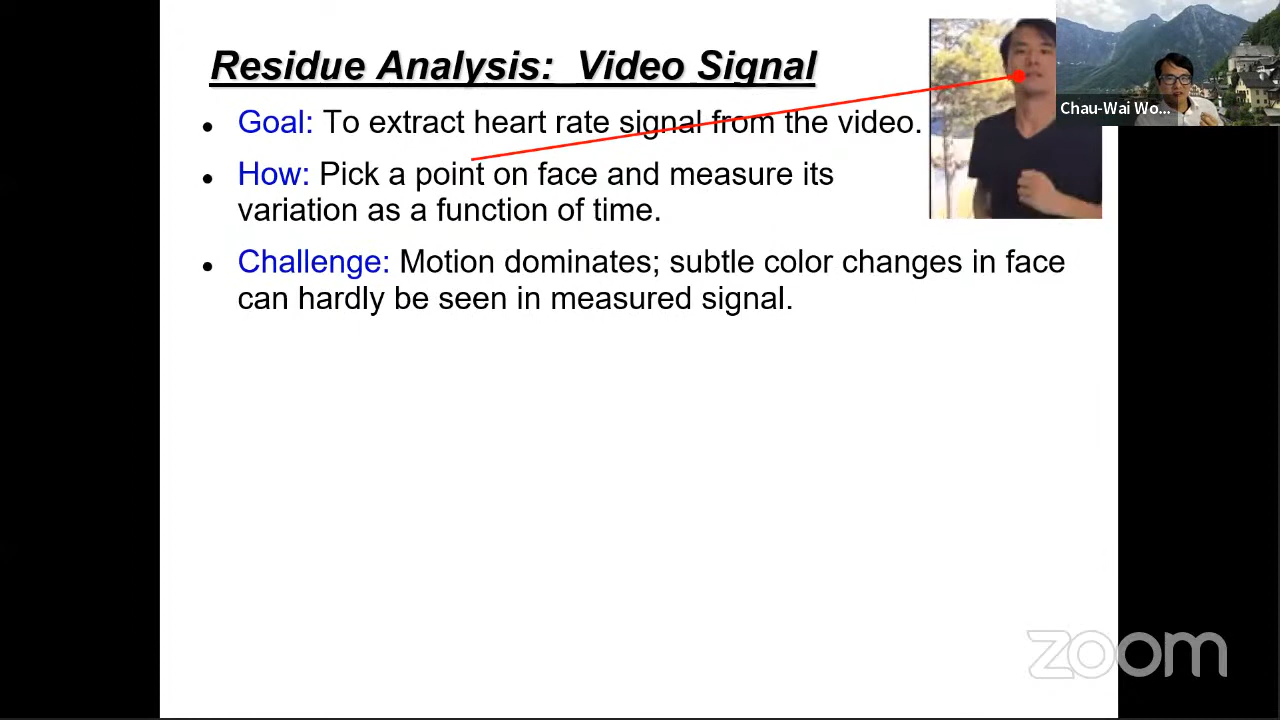 Residue Analysis: Video Signal
Goal: To extract heart rate signal from the video.
How: Pick a point on face and measure its
variation as a function of time.
Challenge: Motion dominates; subtle color changes in face
can hardly be seen in measured signal.
Chau-Wai Wo...
zoom